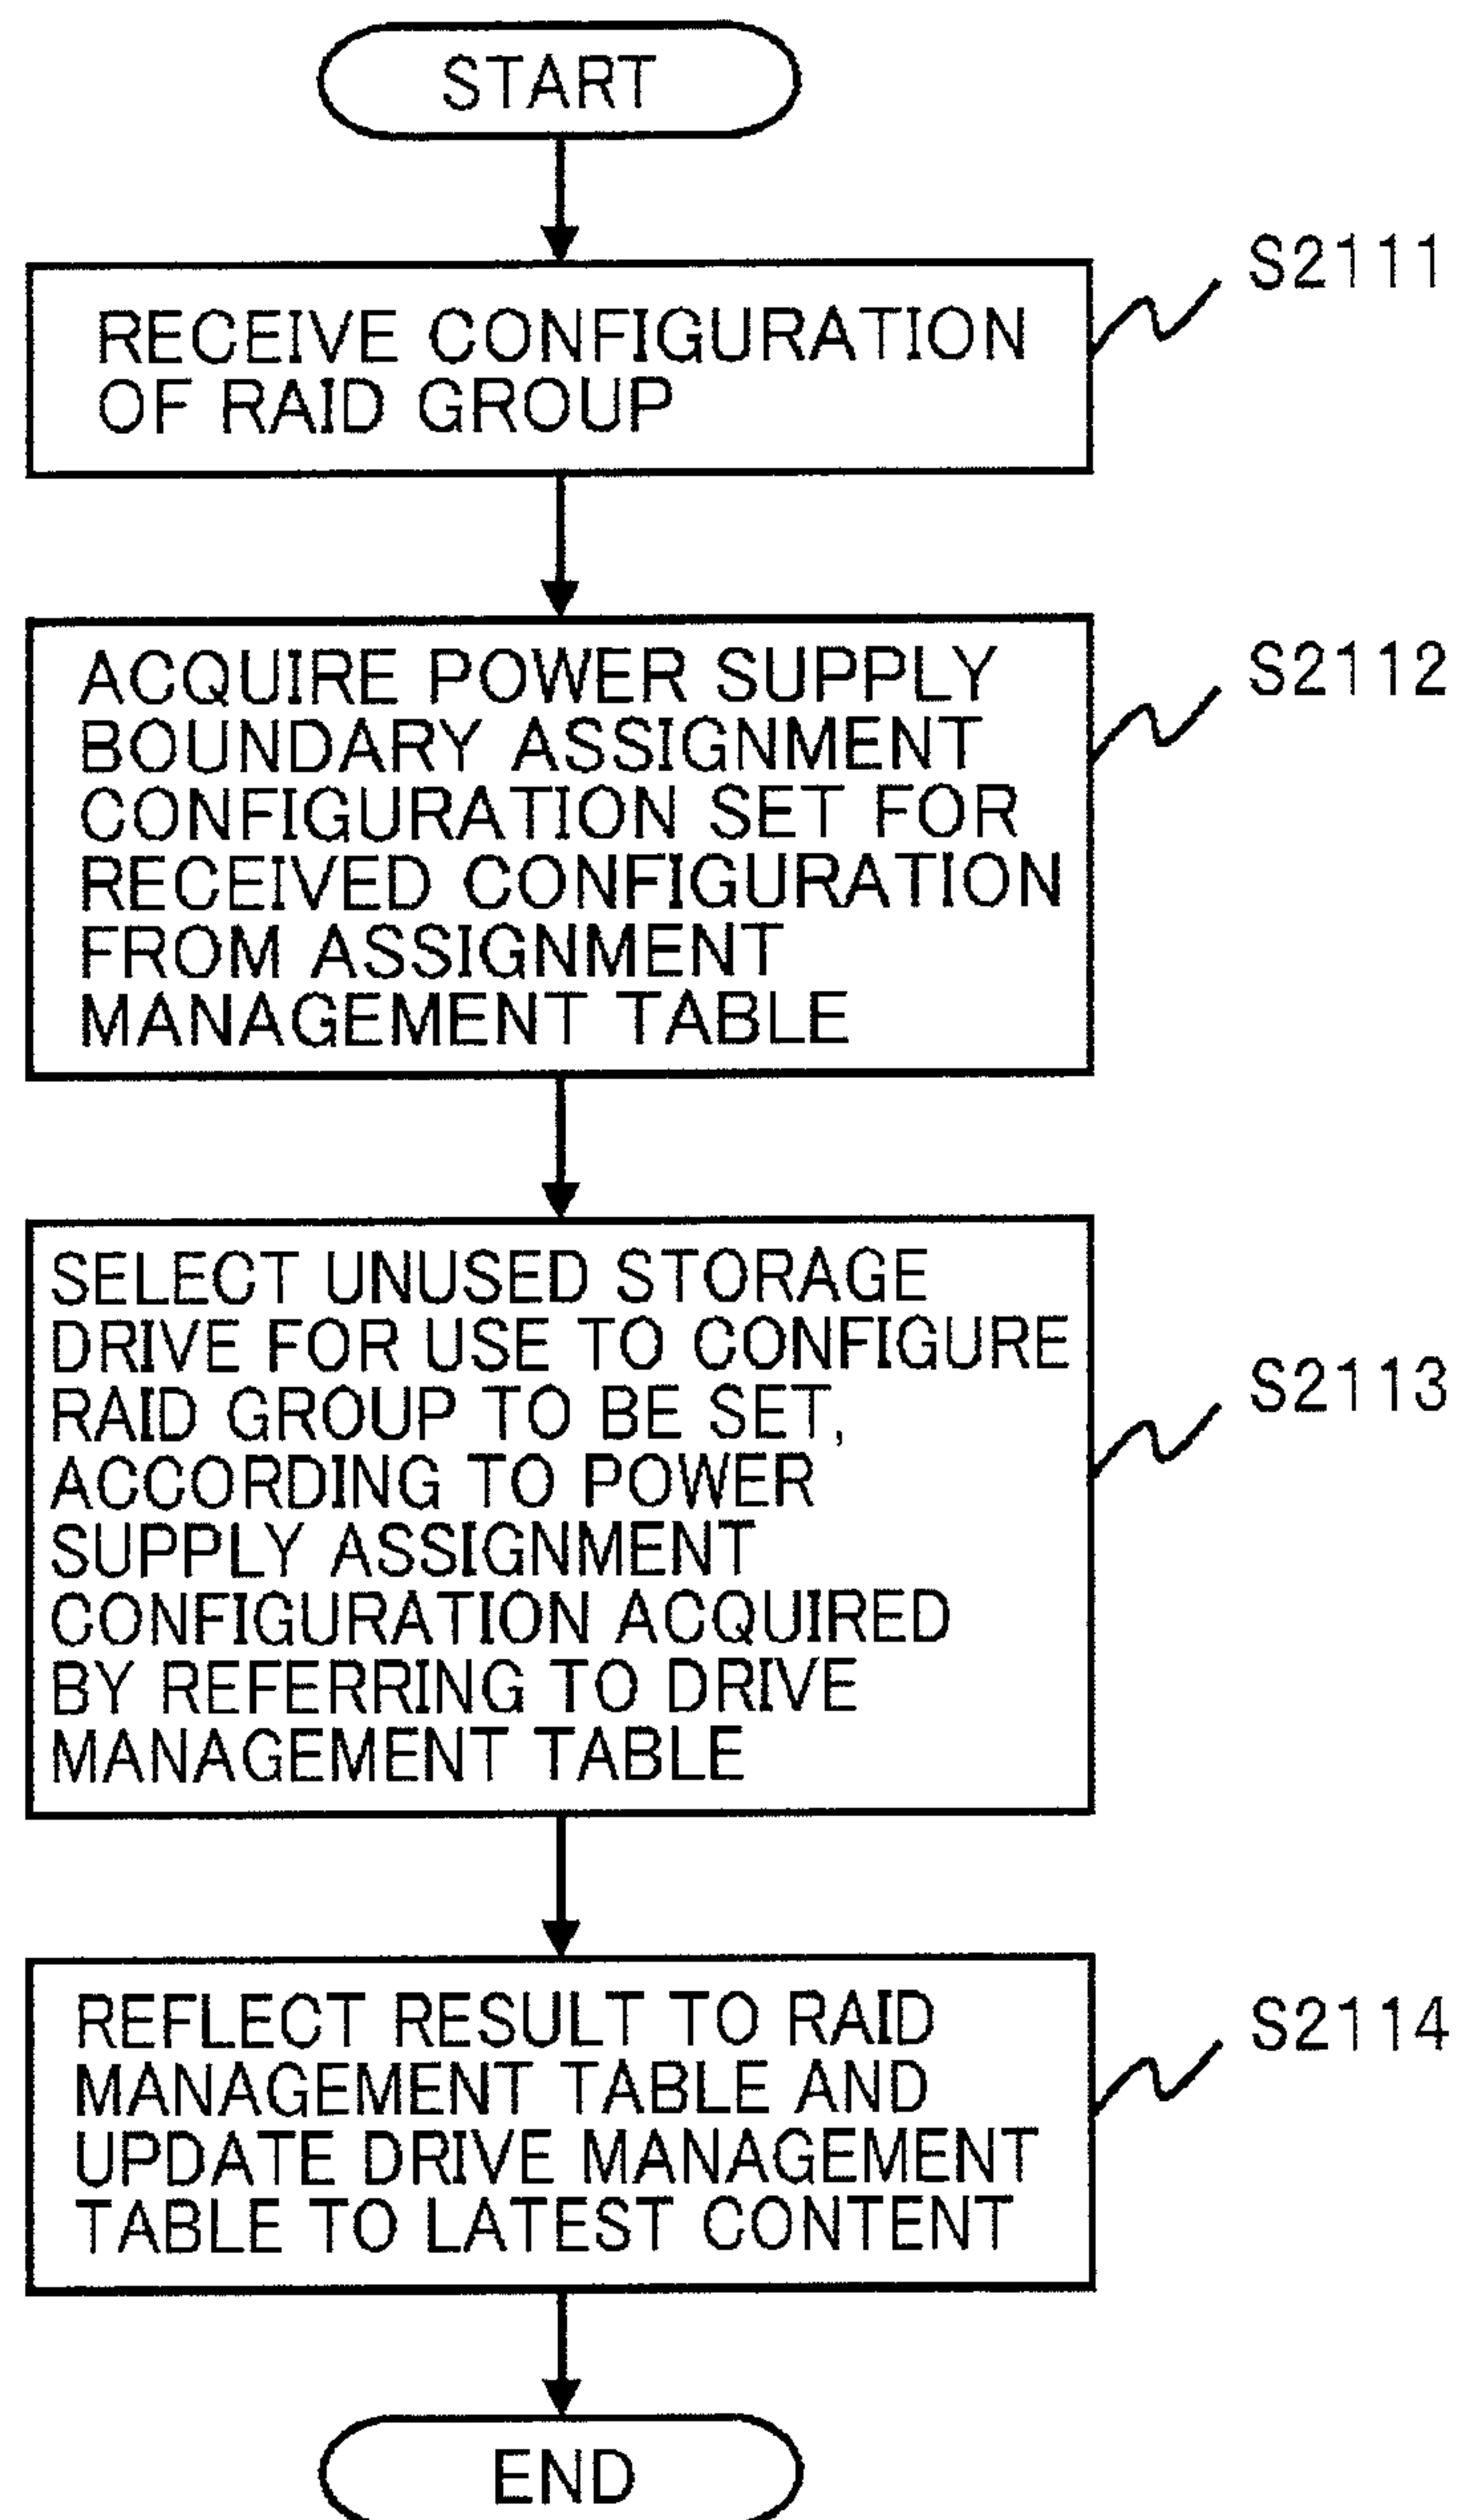 START
S2111
RECEIVE CONFIGURATION
OF RAID GROUP
S2112
ACQUIRE POWER SUPPLY
BOUNDARY ASSIGNMENT
CONFIGURATION SET FOR
RECEIVED CONFIGURATION
FROM ASSIGNMENT
MANAGEMENT TABLE
S2113
SELECT UNUSED STORAGE
DRIVE FOR USE TO CONFIGURE
RAID GROUP TO BE SET,
ACCORDING TO POWER
SUPPLY ASSIGNMENT
CONFIGURATION ACQUIRED
BY REFERRING TO DRIVE
MANAGEMENT TABLE
S2114
REFLECT RESULT TO RAID
MANAGEMENT TABLE AND
UPDATE DRIVE MANAGEMENT
TABLE TO LATEST CONTENT
END